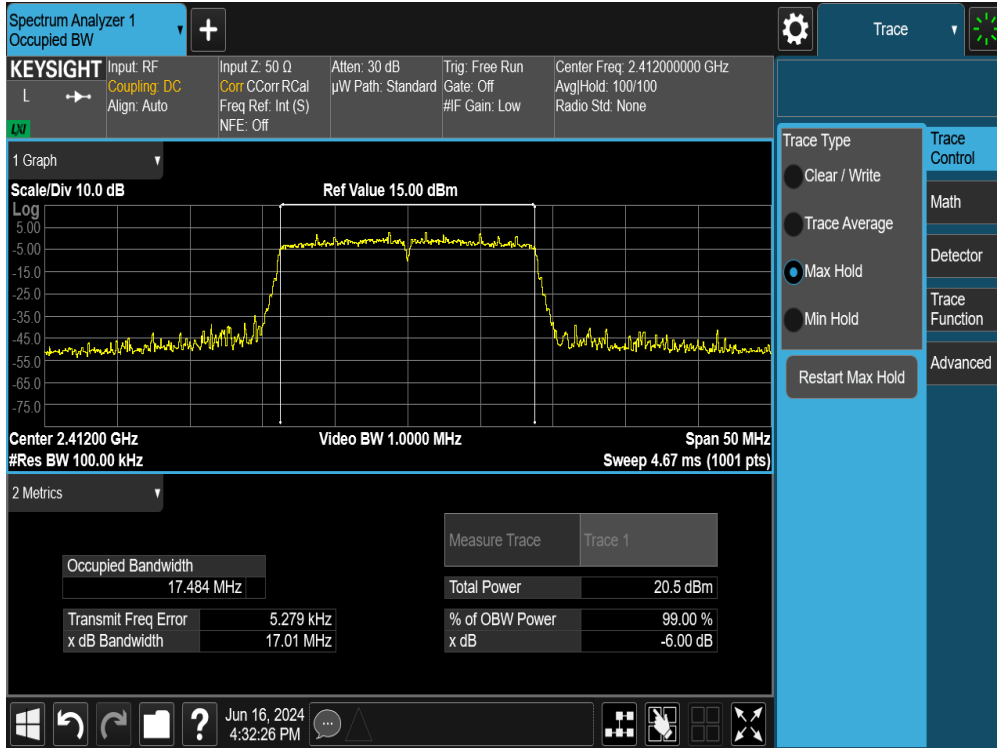 Spectrum Analyzer 1
Occupied BW
+
Trace
KEYSIGHT
L
LXI
Input: RF
Coupling: DC
Align: Auto
Input Z: 50 Ω
Corr CCorr RCal
Freq Ref: Int (S)
NFE: Off
Atten: 30 dB
µW Path: Standard
Trig: Free Run
Gate: Off
#IF Gain: Low
Center Freq: 2.412000000 GHz
Avg|Hold: 100/100
Radio Std: None
1 Graph
Scale/Div 10.0 dB
Ref Value 15.00 dBm
Log
5.00
-5.00
-15.0
-25.0
-35.0
-45.0
-55.0
-65.0
-75.0
Center 2.41200 GHz
Video BW 1.0000 MHz
Span 50 MHz
#Res BW 100.00 kHz
Sweep 4.67 ms (1001 pts)
2 Metrics
Measure Trace Trace 1
Occupied Bandwidth
17.484 MHz
Total Power 20.5 dBm
Transmit Freq Error 5.279 kHz
% of OBW Power 99.00 %
x dB Bandwidth 17.01 MHz
x dB -6.00 dB
Trace Type
Clear / Write
Trace Average
Max Hold
Min Hold
Restart Max Hold
Trace
Control
Math
Detector
Trace
Function
Advanced
?
Jun 16, 2024
4:32:26 PM